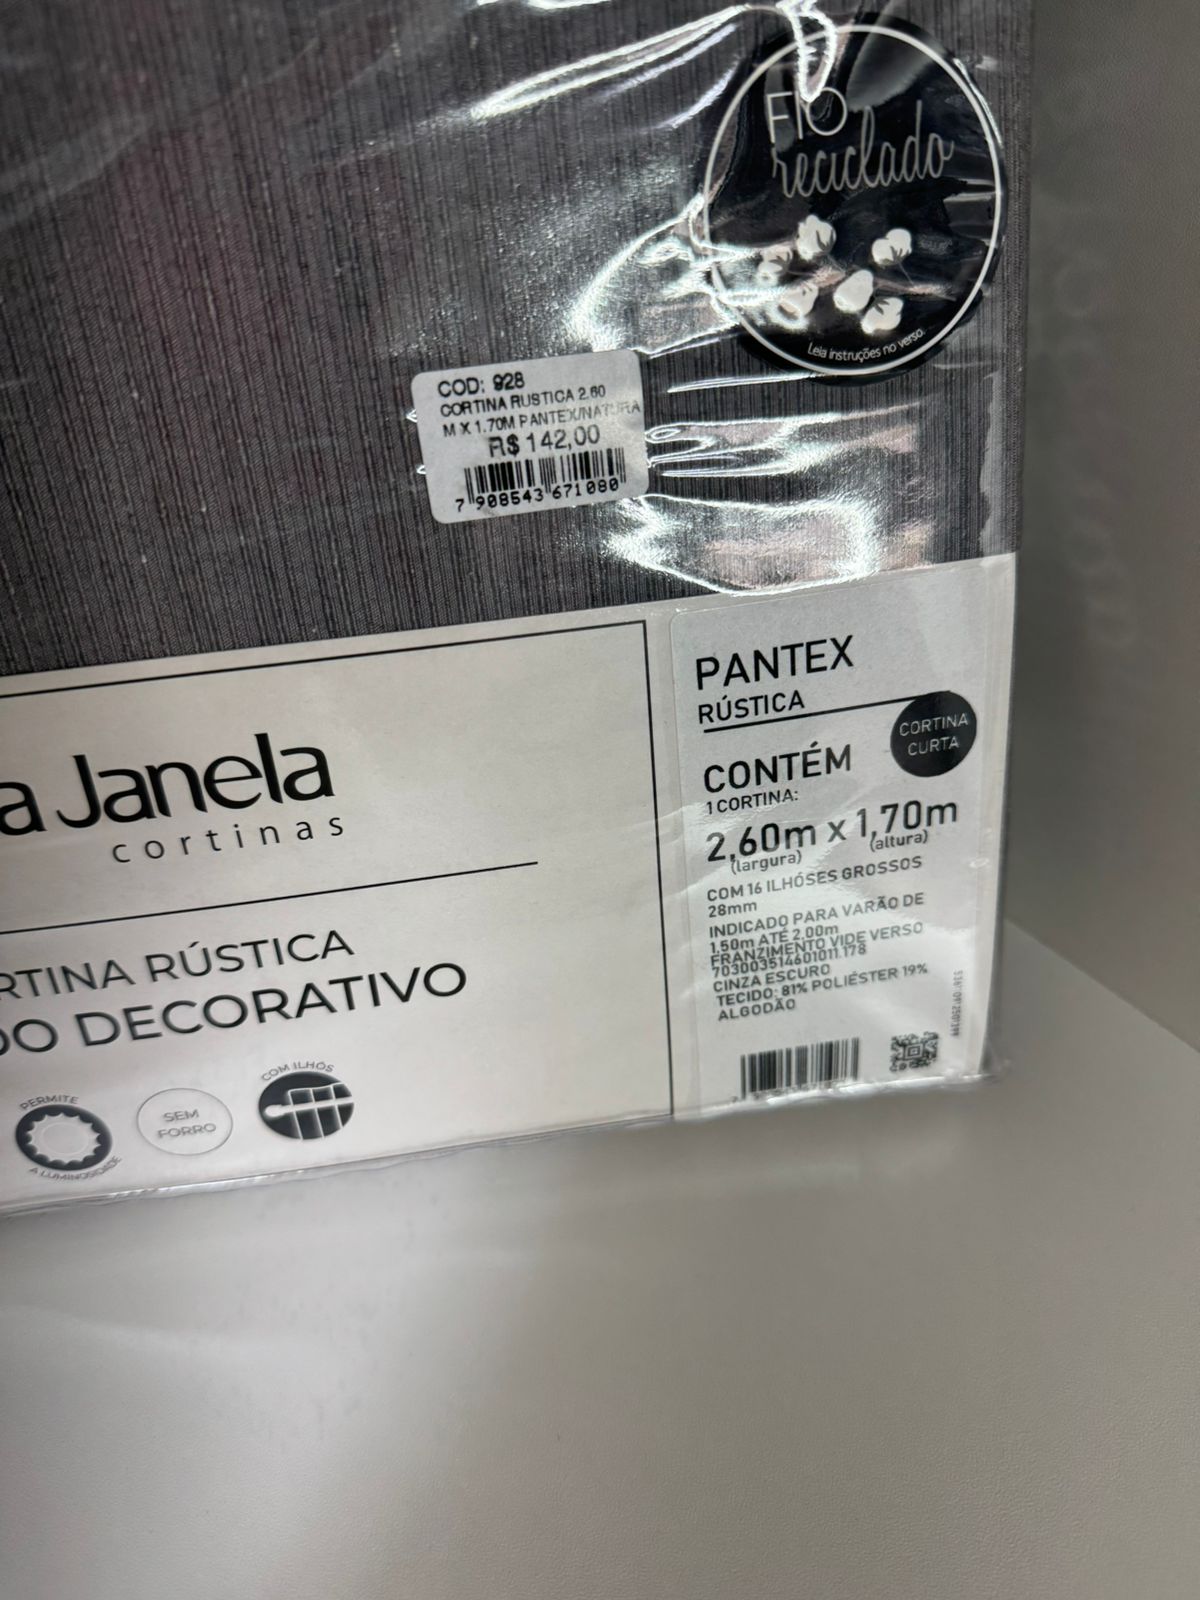 FIO
reciclado
Leia instruções no verso.
COD: 928
CORTINA RUSTICA 2.60
M X 1.70M PANTEX/NATURA
R$ 142,00
7 908543 671080
PANTEX
RÚSTICA
CORTINA
CURTA
CONTÉM
1 CORTINA:
2,60m x 1,70m
(largura) (altura)
COM 16 ILHÓSES GROSSOS
28mm
INDICADO PARA VARÃO DE
1,50m ATÉ 2,00m
FRANZIMENTO VIDE VERSO
703003514601011.178
CINZA ESCURO
TECIDO: 81% POLIÉSTER 19%
ALGODÃO
a Janela
cortinas
RTINA RÚSTICA
DO DECORATIVO
PERMITE
A LUMINOSIDADE
SEM
FORRO
COM ILHÓS